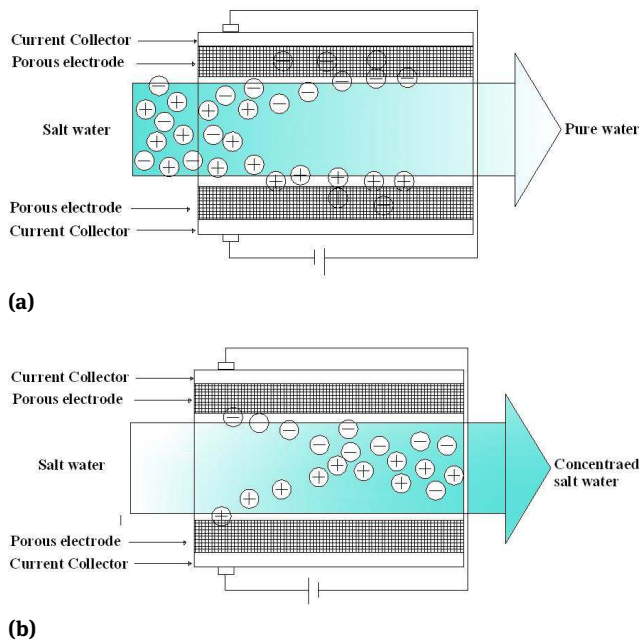 Current Collector
Porous electrode
Salt water
Pure water
Porous electrode
Current Collector
(a)
Current Collector
Porous electrode
Salt water
Concentraed
salt water
Porous electrode
Current Collector
(b)